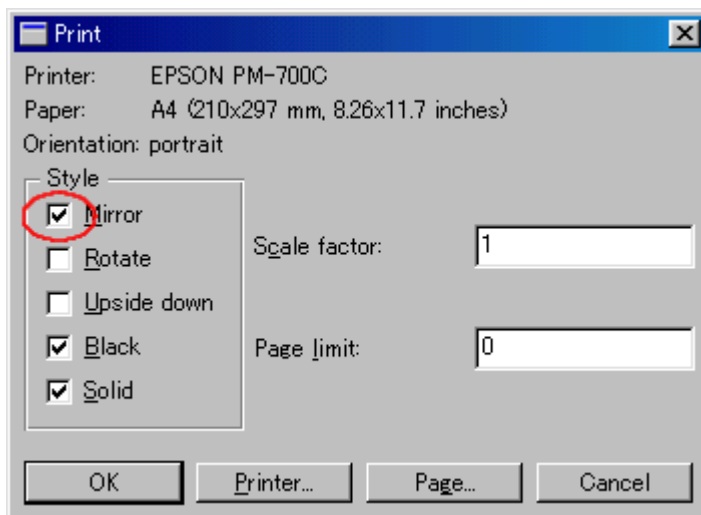 Print
Printer: EPSON PM-700C
Paper: A4 (210x297 mm, 8.26x11.7 inches)
Orientation: portrait
Style
Mirror
Rotate
Upside down
Black
Solid
Scale factor: 1
Page limit: 0
OK Printer... Page... Cancel